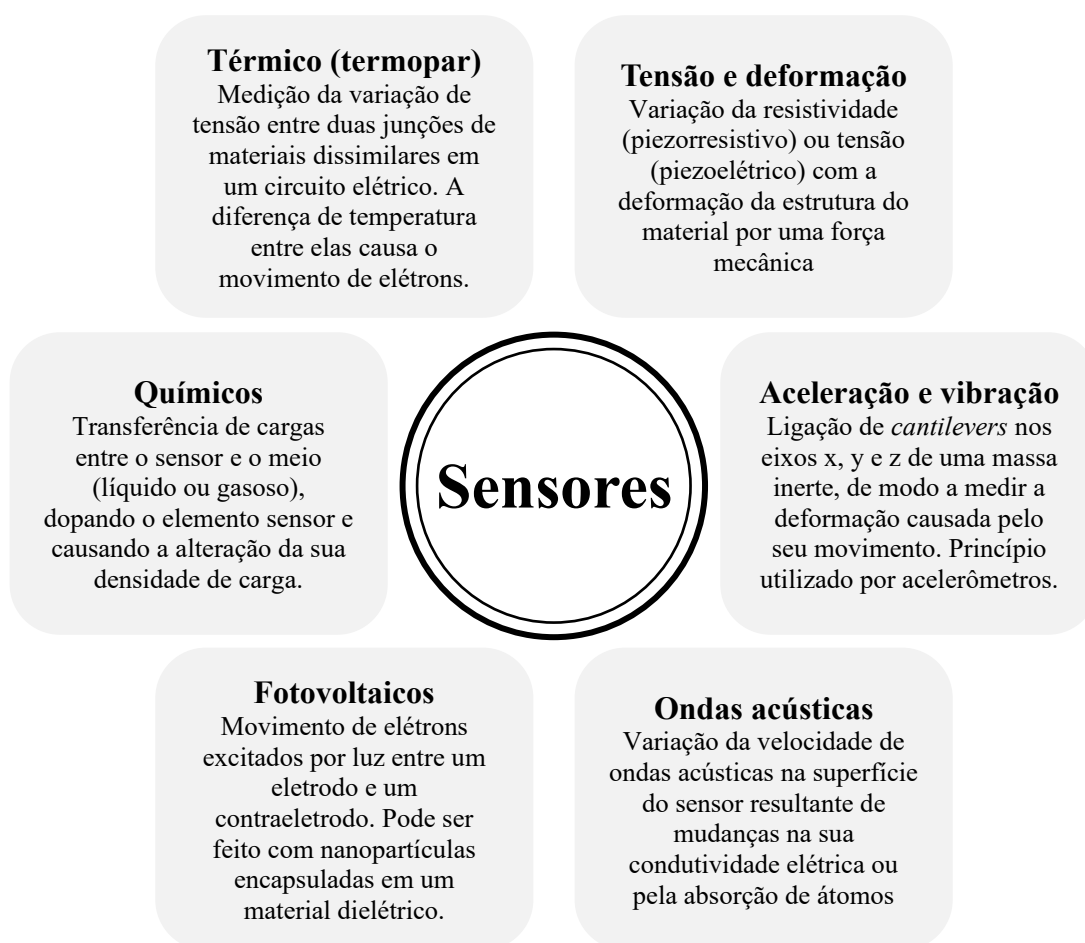 Térmico (termopar)
Medição da variação de
tensão entre duas junções de
materiais dissimilares em
um circuito elétrico. A
diferença de temperatura
entre elas causa o
movimento de elétrons.
Tensão e deformação
Variação da resistividade
(piezorresistivo) ou tensão
(piezoelétrico) com a
deformação da estrutura do
material por uma força
mecânica
Químicos
Transferência de cargas
entre o sensor e o meio
(líquido ou gasoso),
dopando o elemento sensor e
causando a alteração da sua
densidade de carga.
Sensores
Aceleração e vibração
Ligação de cantilevers nos
eixos x, y e z de uma massa
inerte, de modo a medir a
deformação causada pelo
seu movimento. Princípio
utilizado por acelerômetros.
Fotovoltaicos
Movimento de elétrons
excitados por luz entre um
eletrodo e um
contraeletrodo. Pode ser
feito com nanopartículas
encapsuladas em um
material dielétrico.
Ondas acústicas
Variação da velocidade de
ondas acústicas na superfície
do sensor resultante de
mudanças na sua
condutividade elétrica ou
pela absorção de átomos